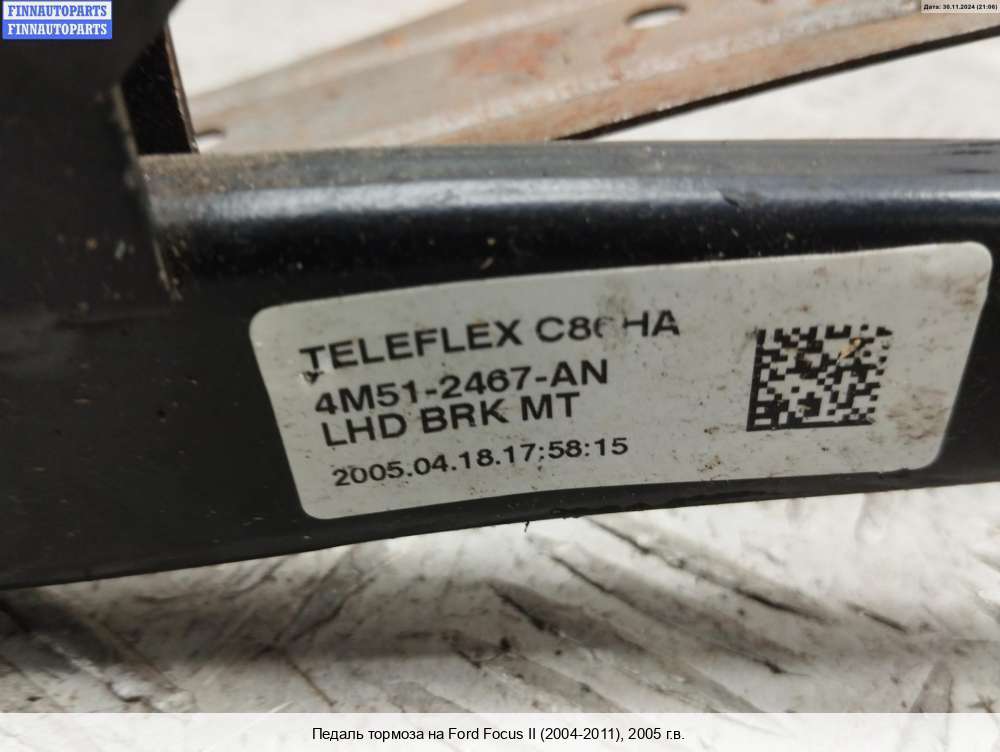 FINNAUTOPARTS
FINNAUTOPARTS
Дата: 30.11.2024 (21:06)
TELEFLEX
4M51-2467-AN
LHD BRK MT
2005.04.18.17:58:15
Педаль тормоза на Ford Focus II (2004-2011), 2005 г.в.